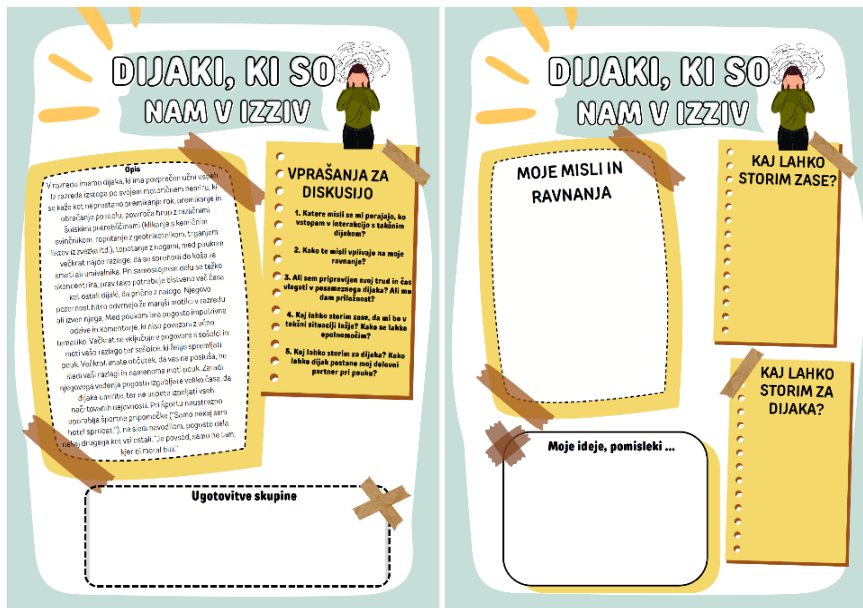 DIJAKI, KI SO
NAM V IZZIV
Opis
V razredu imamo dijaka, ki ima povprečen učni uspeh.
Iz razreda izstopa po svojem motoričnem nemiru, ki
se kaže kot neprestano premikanje rok, premikanje in
obračanje po stolu, povzroča hrup z različnimi
šolskimi potrebščinami (klikanje s kemičnim
svinčnikom, ropotanje z geotrikotnikom, trganjem
listov iz zvezka itd.), topotanje z nogami, med poukom
večkrat najde razlogo, da se sprehodi do koša za
smeti ali umivalnika. Pri samostojnem delu se težko
skoncentrira, prav tako potrebuje bistveno več časa
kot ostali dijaki, da prične z nalogo. Njegovo
pozornost hitro odvrnejo že manjši motilci v razredu
ali izven njega. Med poukom ima pogosto impulzivne
odzive in komentarje, ki niso povezani z učno
tematiko. Večkrat se vključuje v pogovore s sošolci in
moti vašo razlago ter sošolce, ki želijo spremljati
pouk. Večkrat imate občutek, da vas ne posluša, ne
sledi vaši razlagi in namenoma moti pouk. Zaradi
njegovega vedenja pogosto izgubljate veliko časa, da
dijaka umirite, ter ne uspete izpeljati vseh
načrtovanih dejavnosti. Pri športu neustrezno
uporablja športne pripomočke ("Samo nekaj sem
hotel sprobat."), ne sledi navodilom, pogosto dela
nekaj drugega kot vsi ostali. "Je povsod, samo ne tam,
kjer bi moral biti."
VPRAŠANJA ZA
DISKUSIJO
1. Katere misli se mi porajajo, ko
vstopam v interakcijo s takšnim
dijakom?
2. Kako te misli vplivajo na moje
ravnanje?
3. Ali sem pripravljen svoj trud in čas
vlagati v posameznega dijaka? Ali mu
dam priložnost?
4. Kaj lahko storim zase, da mi bo v
takšni situaciji lažje? Kako se lahko
opolnomočim?
5. Kaj lahko storim za dijaka? Kako
lahko dijak postane moj delovni
partner pri pouku?
Ugotovitve skupine
DIJAKI, KI SO
NAM V IZZIV
MOJE MISLI IN
RAVNANJA
KAJ LAHKO
STORIM ZASE?
KAJ LAHKO
STORIM ZA
DIJAKA?
Moje ideje, pomisleki ...